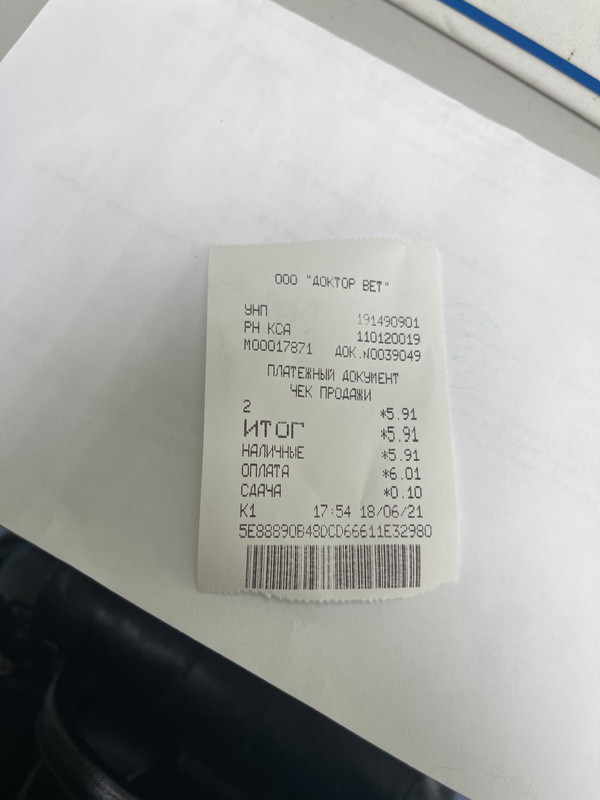 ООО "ДОКТОР ВЕТ"
УНП 191490901
РН КСА 110120019
М00017871 ДОК.N0039049
ПЛАТЕЖНЫЙ ДОКУМЕНТ
ЧЕК ПРОДАЖИ
2 *5.91
ИТОГ *5.91
НАЛИЧНЫЕ *5.91
ОПЛАТА *6.01
СДАЧА *0.10
К1 17:54 18/06/21
5E88890B48DCD66611E32980